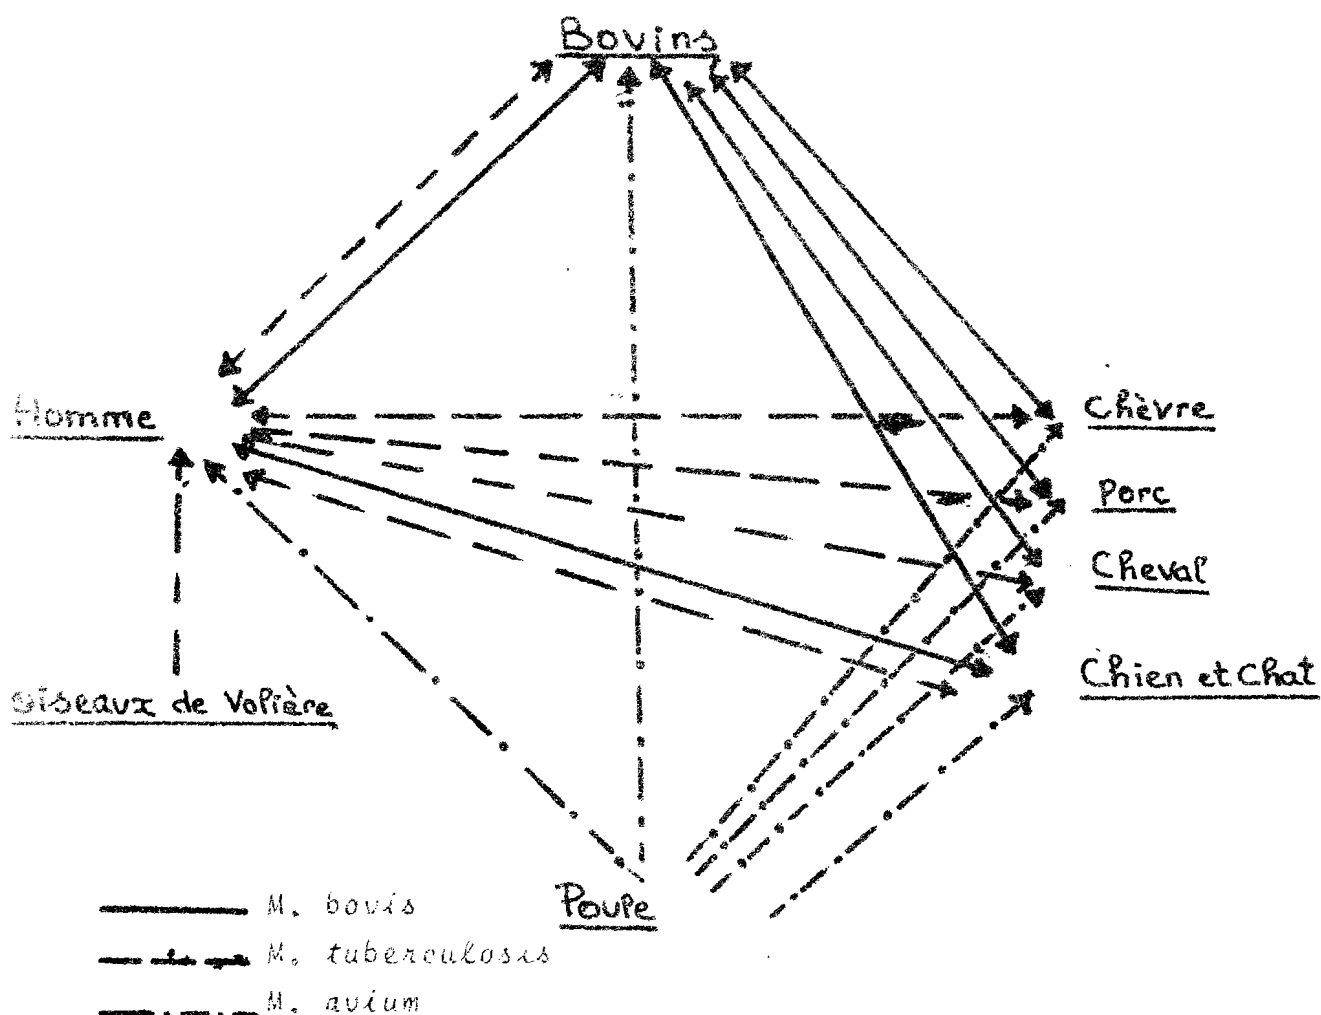 Bovins
Homme
Chèvre
Porc
Cheval
Chien et Chat
Oiseaux de Volière
Poule
M. bovis
M. tuberculosis
M. avium